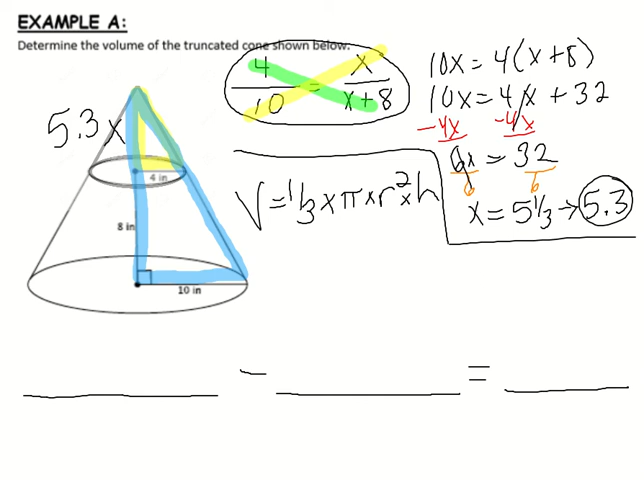 EXAMPLE A:
Determine the volume of the truncated cone shown below.
4/10 = x/(x+8)
10x = 4(x+8)
10x = 4x + 32
-4x -4x
6x = 32
6 6
x = 5 1/3 → 5.3
5.3 x
4 in
8 in
10 in
V = 1/3 x π x r² x h
- =